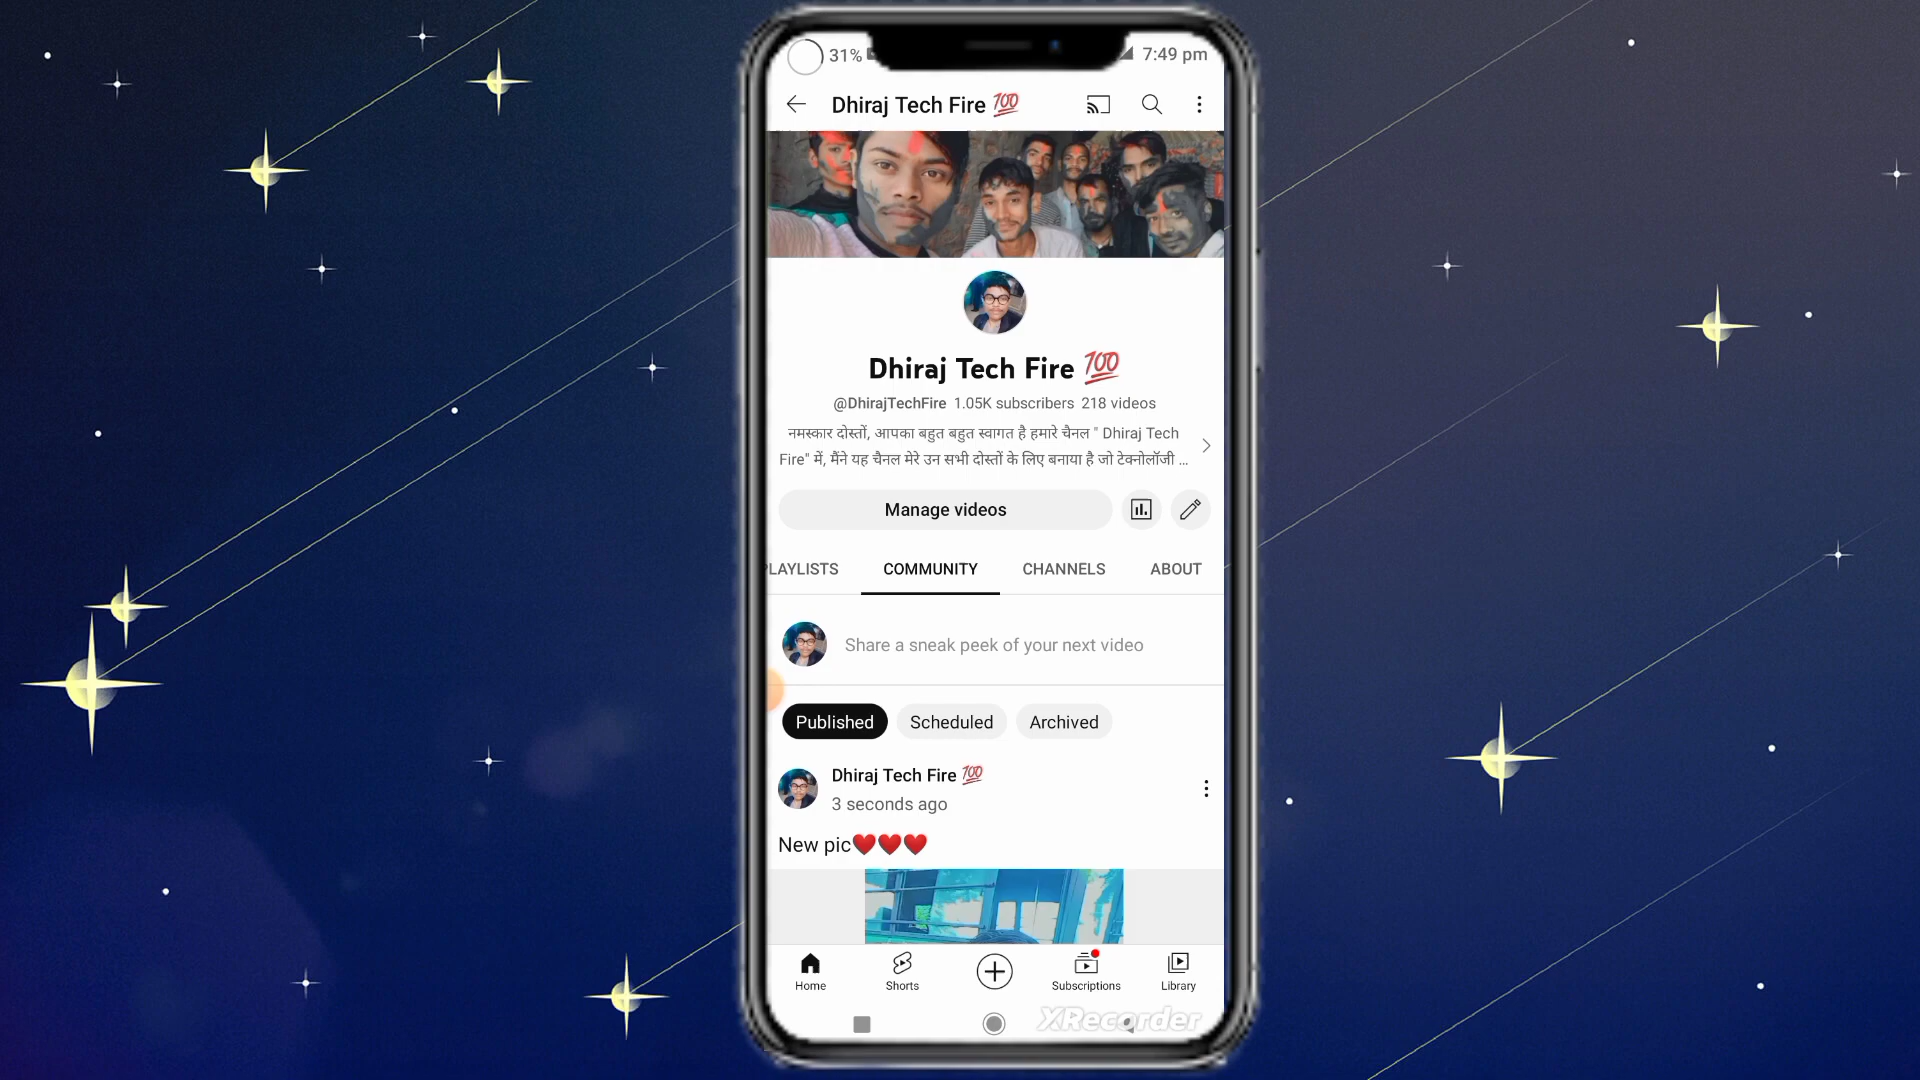 31%
7:49 pm
Dhiraj Tech Fire 💯
Dhiraj Tech Fire 💯
@DhirajTechFire 1.05K subscribers 218 videos
नमस्कार दोस्तों, आपका बहुत बहुत स्वागत है हमारे चैनल " Dhiraj Tech
Fire" में, मैंने यह चैनल मेरे उन सभी दोस्तों के लिए बनाया है जो टेक्नोलॉजी ...
Manage videos
PLAYLISTS COMMUNITY CHANNELS ABOUT
Share a sneak peek of your next video
Published Scheduled Archived
Dhiraj Tech Fire 💯
3 seconds ago
New pic❤️❤️❤️
Home Shorts Subscriptions Library
XRecorder